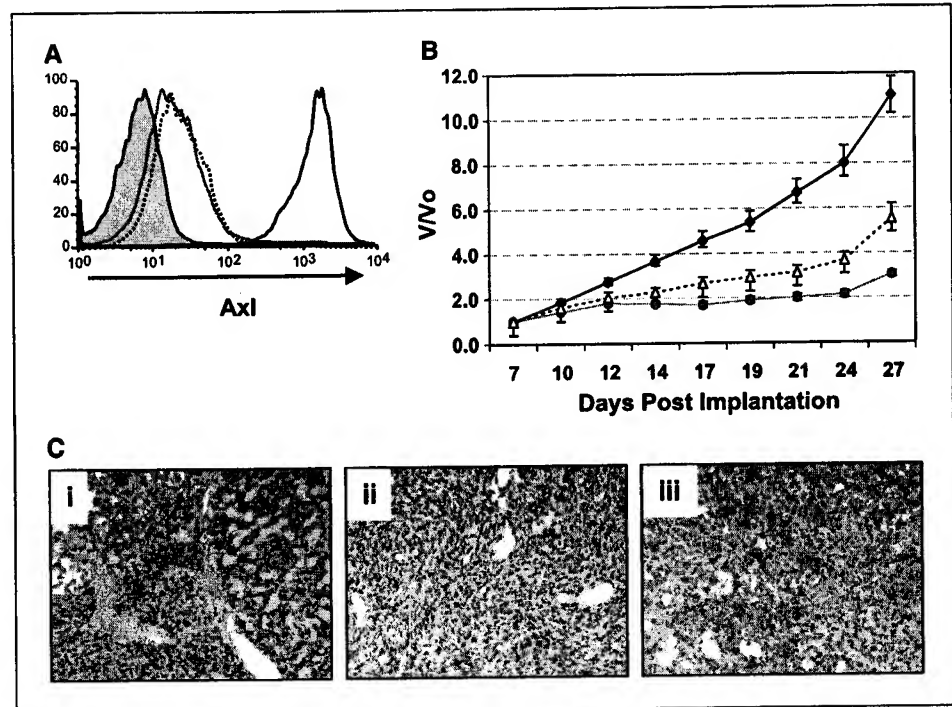 A
100
80
60
40
20
0
10⁰ 10¹ 10² 10³ 10⁴
Axl
B
12.0
10.0
8.0
6.0
4.0
2.0
0.0
V/Vo
7 10 12 14 17 19 21 24 27
Days Post Implantation
C
i
ii
iii